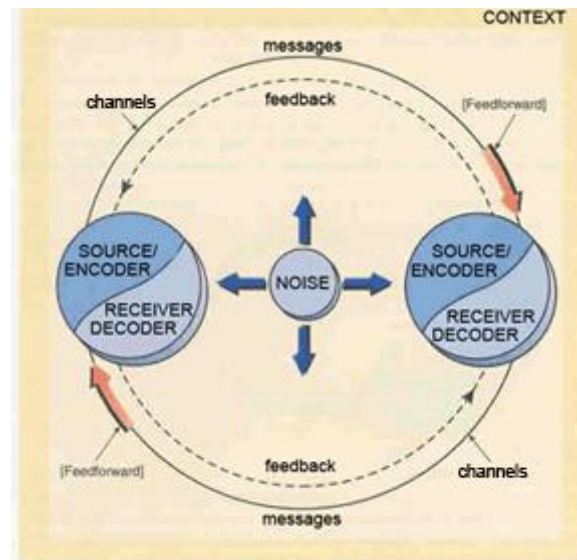 CONTEXT
messages
channels
feedback
[Feedforward]
SOURCE/
ENCODER
RECEIVER
DECODER
NOISE
SOURCE/
ENCODER
RECEIVER
DECODER
[Feedforward]
feedback
channels
messages